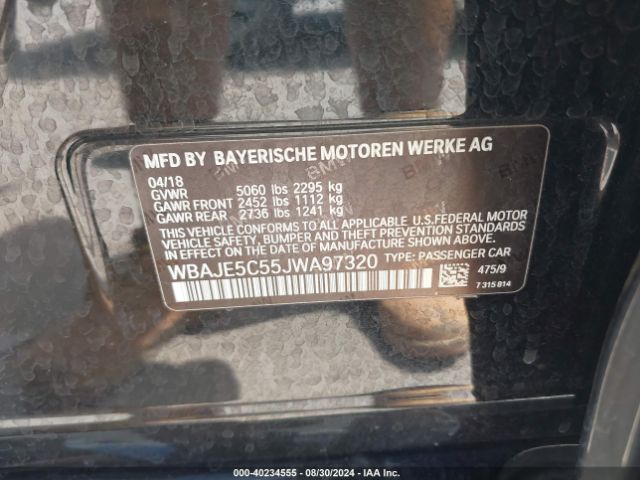 MFD BY BAYERISCHE MOTOREN WERKE AG
04/18
GVWR 5060 lbs 2295 kg
GAWR FRONT 2452 lbs 1112 kg
GAWR REAR 2736 lbs 1241 kg
THIS VEHICLE CONFORMS TO ALL APPLICABLE U.S.FEDERAL MOTOR
VEHICLE SAFETY, BUMPER, AND THEFT PREVENTION STANDARDS
IN EFFECT ON THE DATE OF MANUFACTURE SHOWN ABOVE.
WBAJE5C55JWA97320 TYPE: PASSENGER CAR
475/9
7 315 814
000-40234555 - 08/30/2024 - IAA Inc.